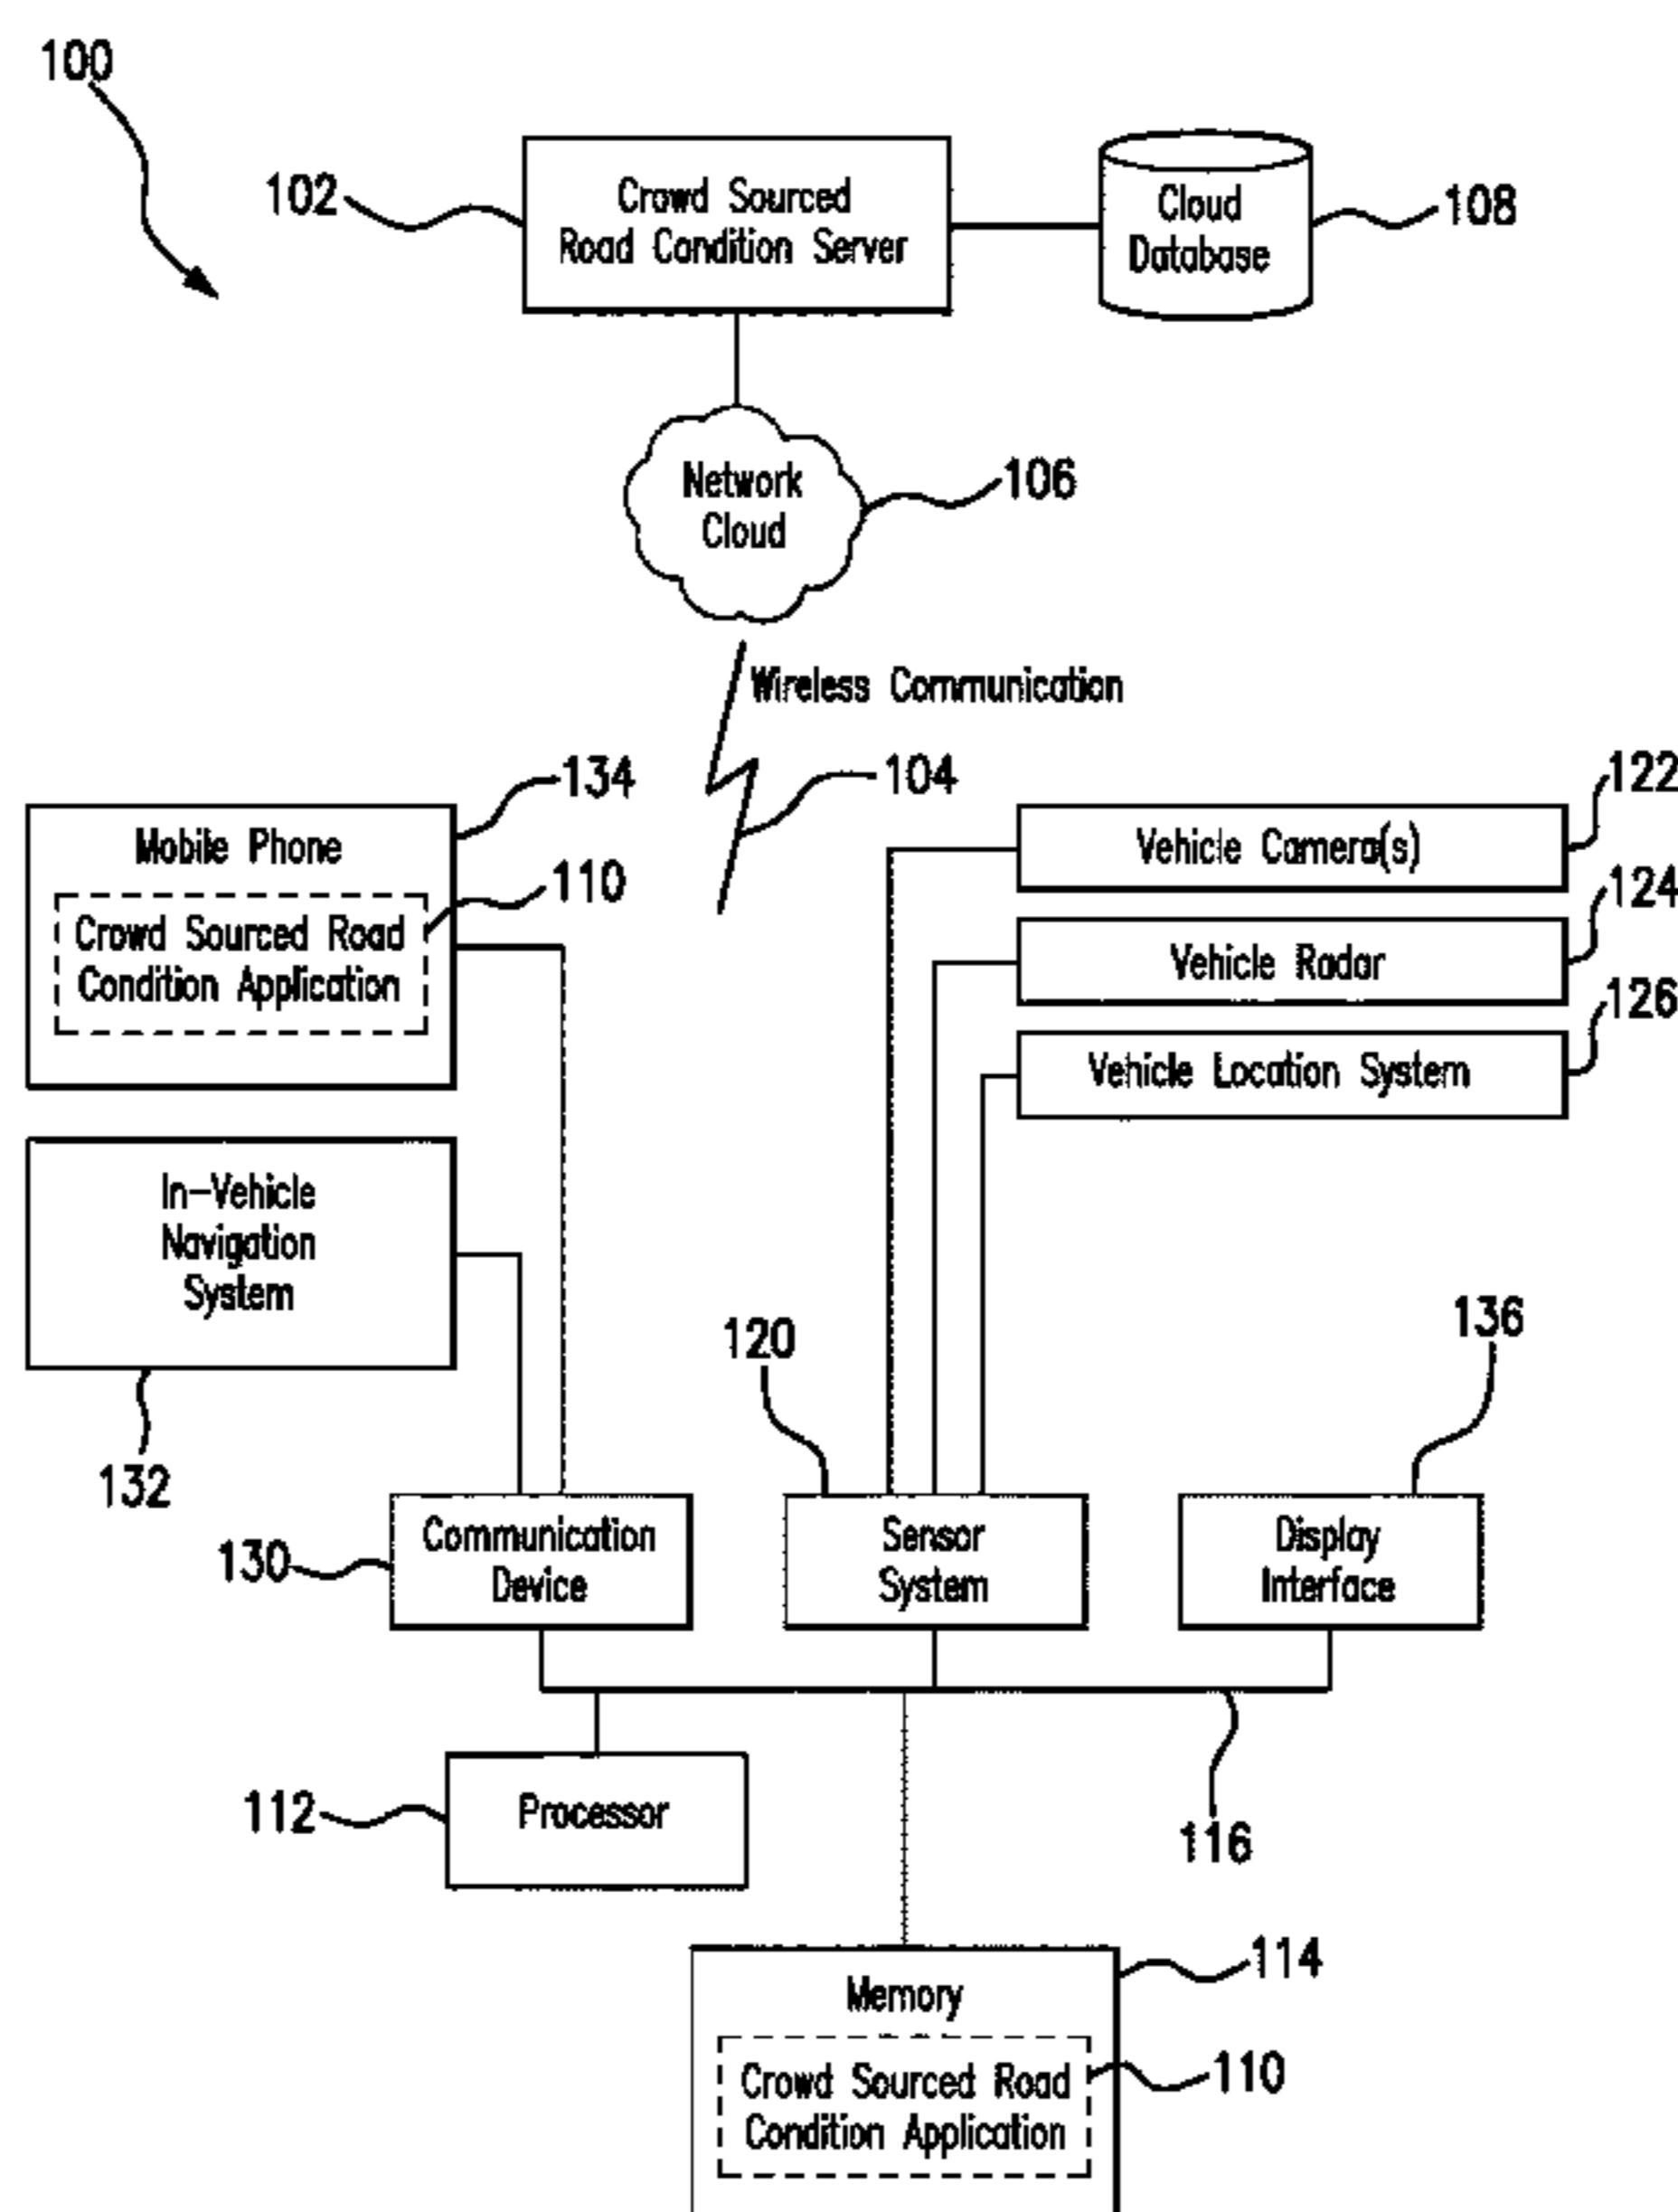 100
102
Crowd Sourced
Road Condition Server
Cloud
Database
108
Network
Cloud
106
Wireless Communication
104
134
Mobile Phone
110
Crowd Sourced Road
Condition Application
122
Vehicle Camera(s)
124
Vehicle Radar
126
Vehicle Location System
In-Vehicle
Navigation
System
132
120
136
130
Communication
Device
Sensor
System
Display
Interface
116
112
Processor
114
Memory
110
Crowd Sourced Road
Condition Application